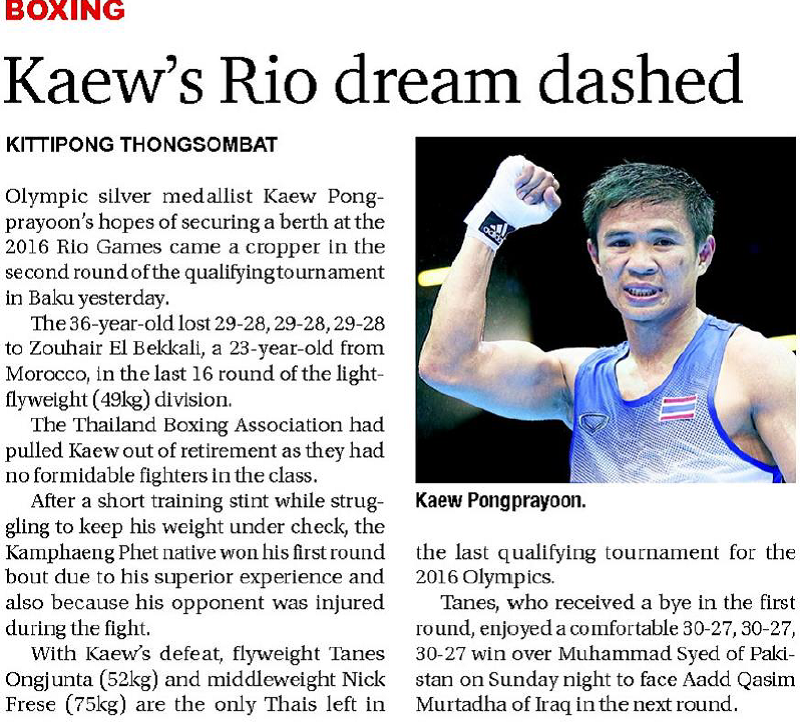 BOXING
Kaew's Rio dream dashed
KITTIPONG THONGSOMBAT
Olympic silver medallist Kaew Pong-
prayoon's hopes of securing a berth at the
2016 Rio Games came a cropper in the
second round of the qualifying tournament
in Baku yesterday.
The 36-year-old lost 29-28, 29-28, 29-28
to Zouhair El Bekkali, a 23-year-old from
Morocco, in the last 16 round of the light-
flyweight (49kg) division.
The Thailand Boxing Association had
pulled Kaew out of retirement as they had
no formidable fighters in the class.
After a short training stint while strug-
gling to keep his weight under check, the
Kamphaeng Phet native won his first round
bout due to his superior experience and
also because his opponent was injured
during the fight.
With Kaew's defeat, flyweight Tanes
Ongjunta (52kg) and middleweight Nick
Frese (75kg) are the only Thais left in
adidas
Kaew Pongprayoon.
the last qualifying tournament for the
2016 Olympics.
Tanes, who received a bye in the first
round, enjoyed a comfortable 30-27, 30-27,
30-27 win over Muhammad Syed of Paki-
stan on Sunday night to face Aadd Qasim
Murtadha of Iraq in the next round.